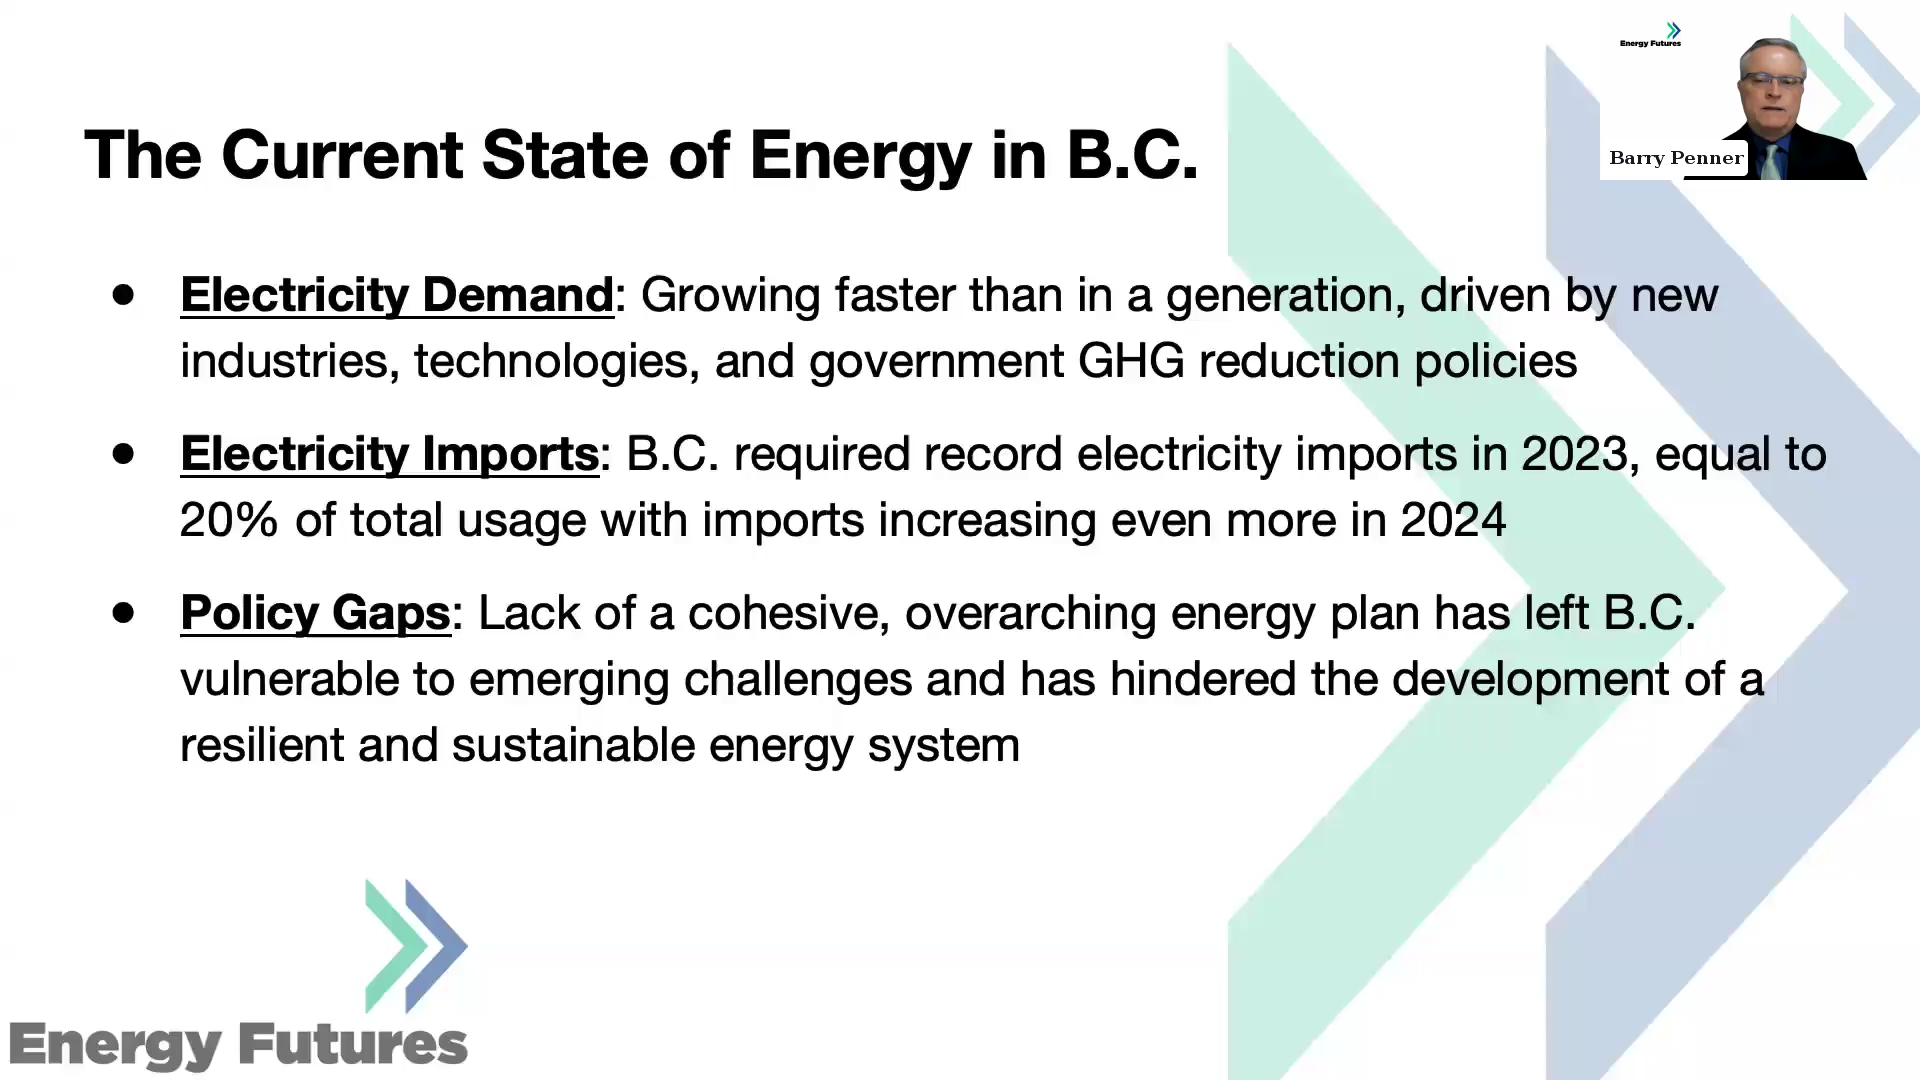 Energy Futures
Barry Penner
The Current State of Energy in B.C.
● Electricity Demand: Growing faster than in a generation, driven by new
industries, technologies, and government GHG reduction policies
● Electricity Imports: B.C. required record electricity imports in 2023, equal to
20% of total usage with imports increasing even more in 2024
● Policy Gaps: Lack of a cohesive, overarching energy plan has left B.C.
vulnerable to emerging challenges and has hindered the development of a
resilient and sustainable energy system
Energy Futures